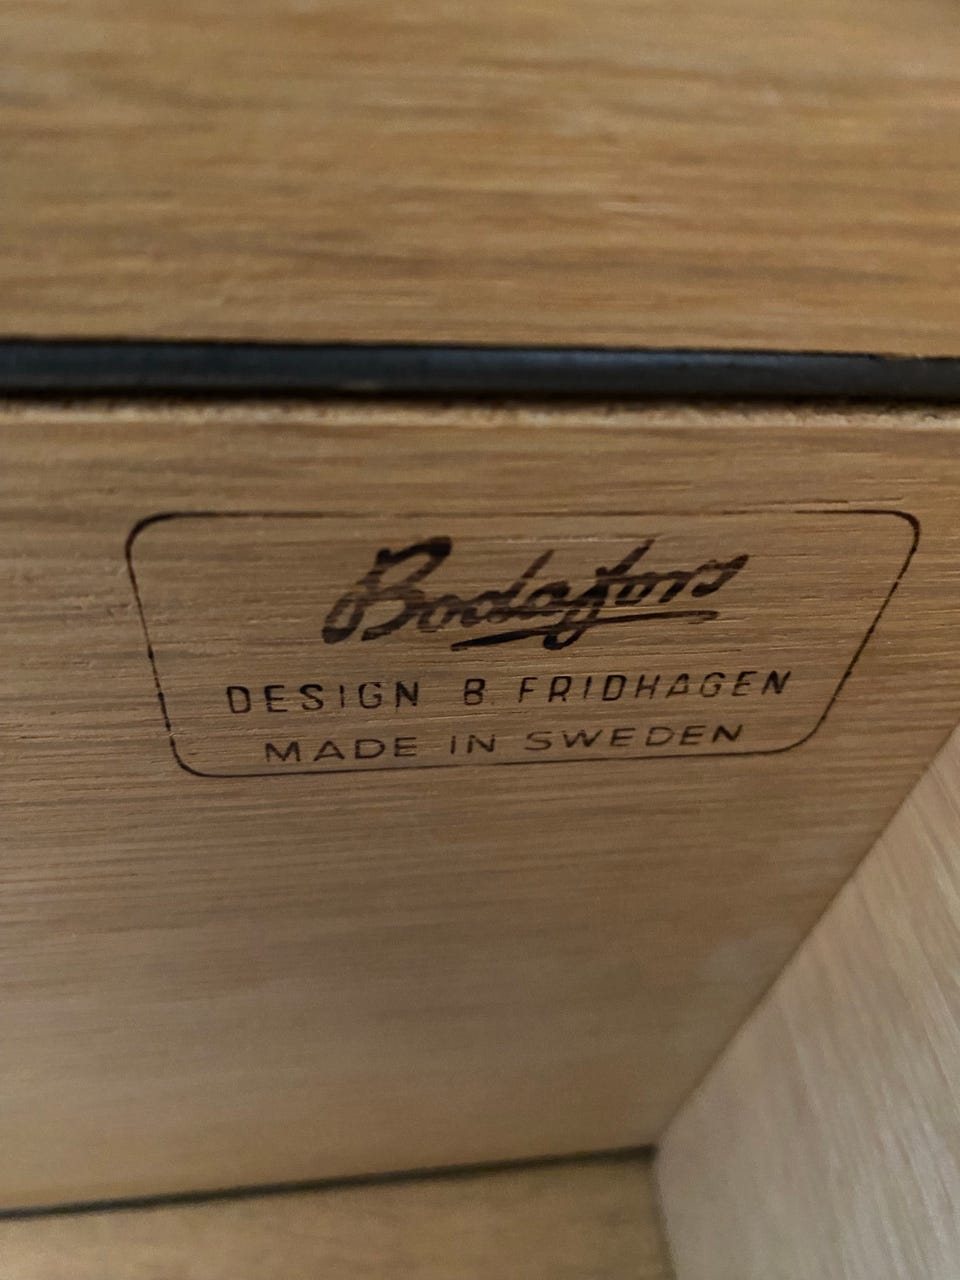 Bodafors
DESIGN B. FRIDHAGEN
MADE IN SWEDEN